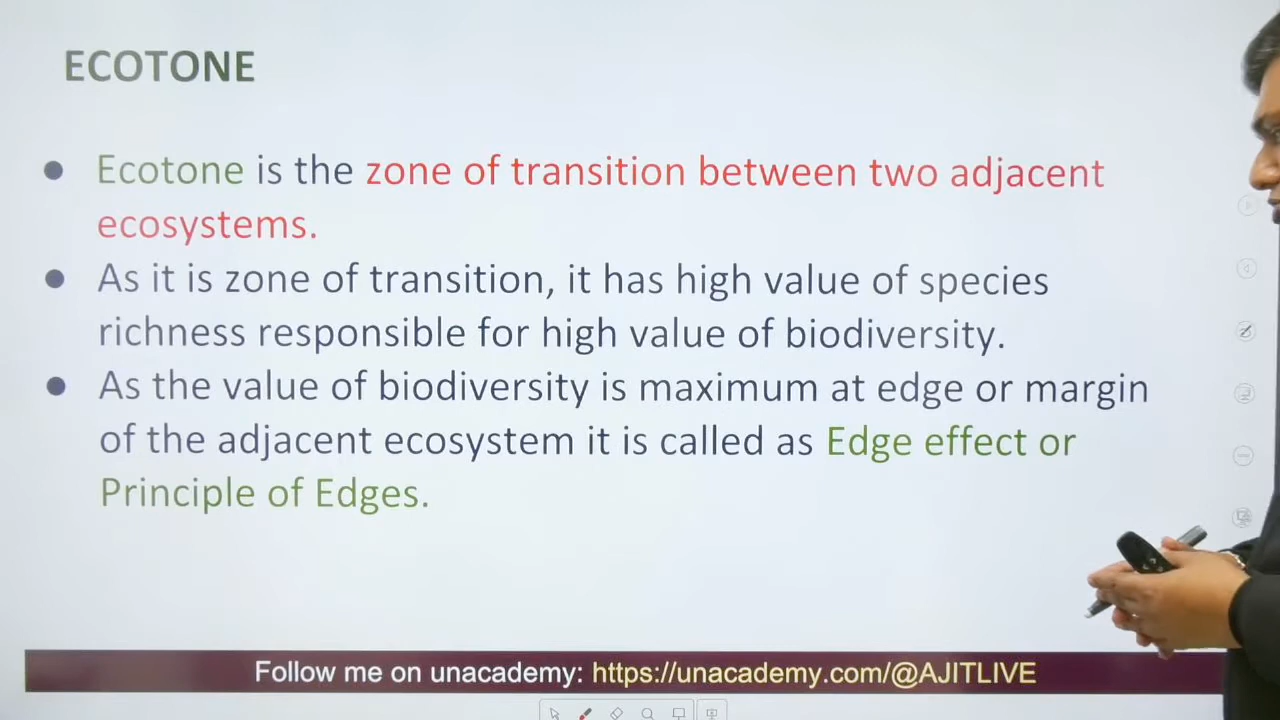 ECOTONE
● Ecotone is the zone of transition between two adjacent
ecosystems.
● As it is zone of transition, it has high value of species
richness responsible for high value of biodiversity.
● As the value of biodiversity is maximum at edge or margin
of the adjacent ecosystem it is called as Edge effect or
Principle of Edges.
Follow me on unacademy: https://unacademy.com/@AJITLIVE